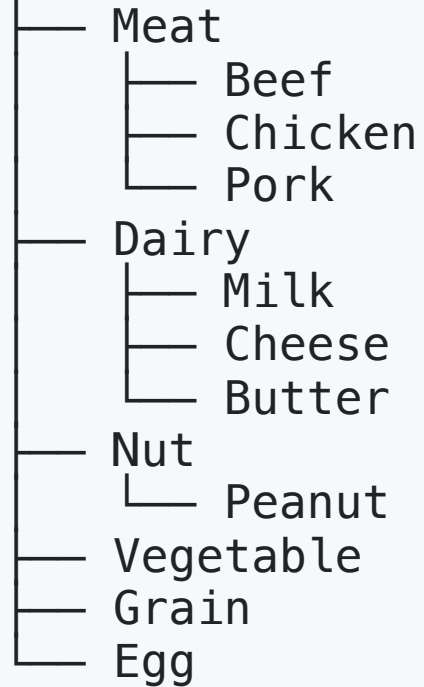 Meat
Beef
Chicken
Pork
Dairy
Milk
Cheese
Butter
Nut
Peanut
Vegetable
Grain
Egg